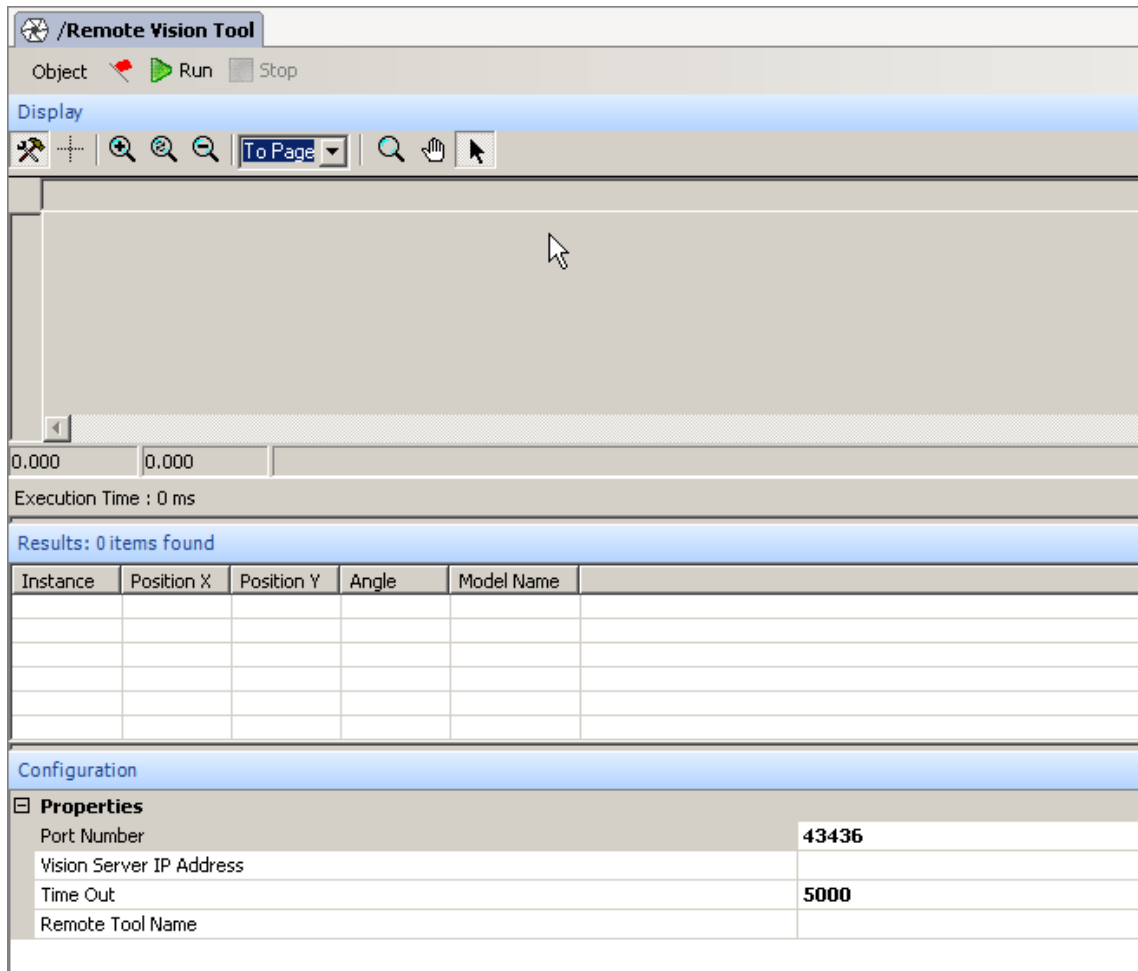 /Remote Vision Tool
Object Run Stop
Display
To Page
0.000 0.000
Execution Time : 0 ms
Results: 0 items found
Instance Position X Position Y Angle Model Name
Configuration
Properties
Port Number 43436
Vision Server IP Address
Time Out 5000
Remote Tool Name